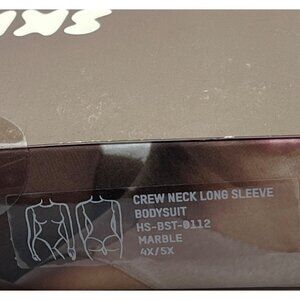 CREW NECK LONG SLEEVE
BODYSUIT
HS-BST-0112
MARBLE
4X/5X